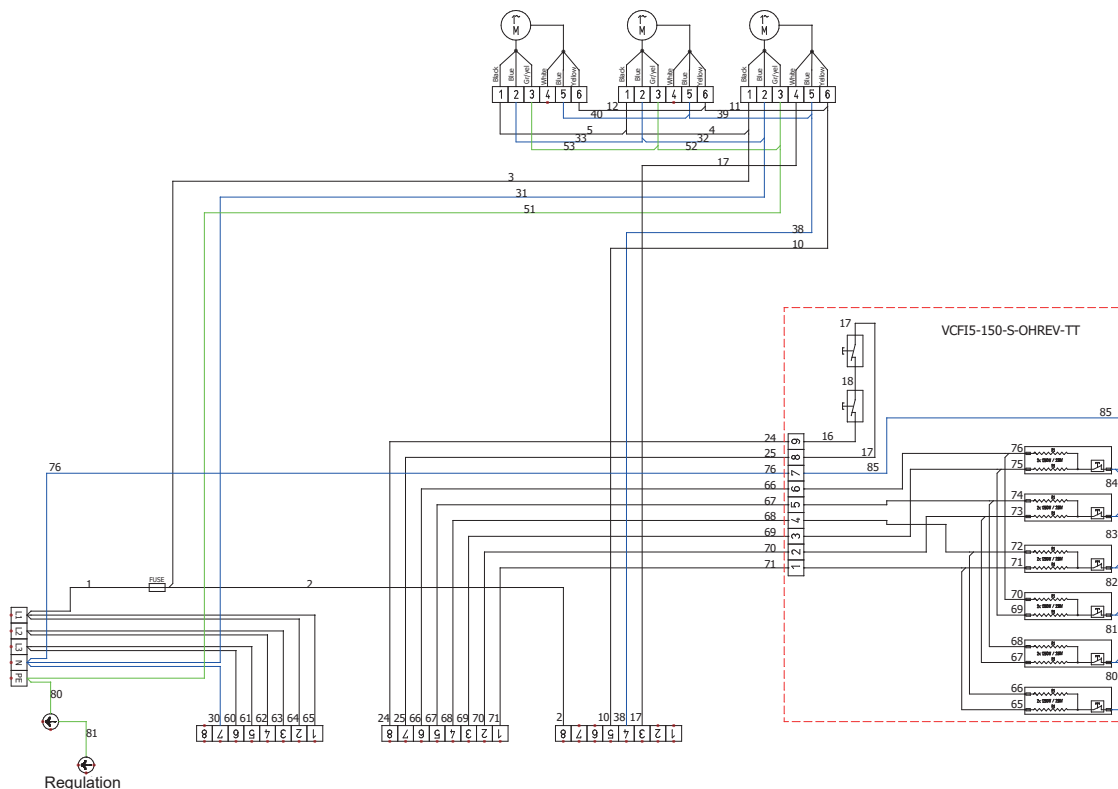 1~ M 1~ M 1~ M
Black Blue Gr/yel White Blue Yellow Black Blue Gr/yel White Blue Yellow Black Blue Gr/yel White Blue Yellow
1 2 3 4 5 6 1 2 3 4 5 6 1 2 3 4 5 6
12 11
40 39
5 4
33 32
53 52
17
3
31
51
38
10
17 VCFI5-150-S-OHREV-TT
18
85
24 9 16
25 8 17
76 76 7 85
66 6
67 5
68 4
69 3
70 2
71 1
76
75
84
74
73
83
72
71
82
70
69
81
68
67
80
66
65
1 FUSE 2
L1
L2
L3
N
PE
80
81
30 60 61 62 63 64 65
8 7 6 5 4 3 2 1
24 25 66 67 68 69 70 71
8 7 6 5 4 3 2 1
2 10 38 17
8 7 6 5 4 3 2 1
Regulation